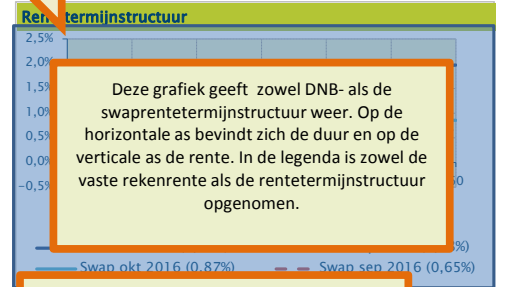 Rentetermijnstructuur
2,5%
2,0%
1,5%
1,0%
0,5%
0,0%
-0,5%
Deze grafiek geeft zowel DNB- als de
swaprentetermijnstructuur weer. Op de
horizontale as bevindt zich de duur en op de
verticale as de rente. In de legenda is zowel de
vaste rekenrente als de rentetermijnstructuur
opgenomen.
Swap okt 2016 (0,87%)
Swap sep 2016 (0,65%)